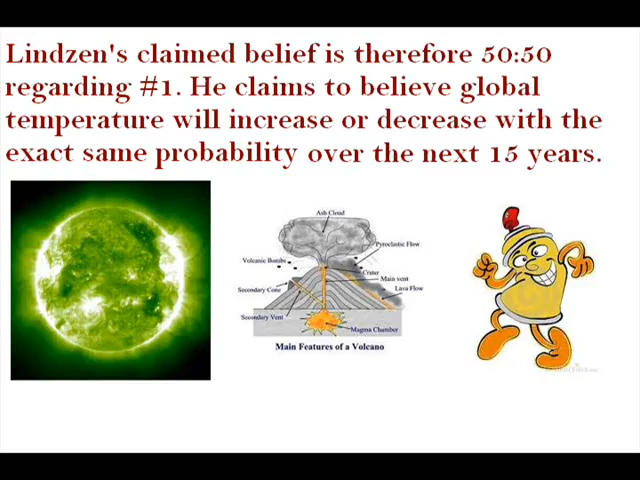 Lindzen's claimed belief is therefore 50:50
regarding #1. He claims to believe global
temperature will increase or decrease with the
exact same probability over the next 15 years.
Ash Cloud
Pyroclastic Flow
Volcanic Bombs
Crater
Main vent
Secondary Cone
Lava Flow
Secondary Vent
Magma Chamber
Main Features of a Volcano